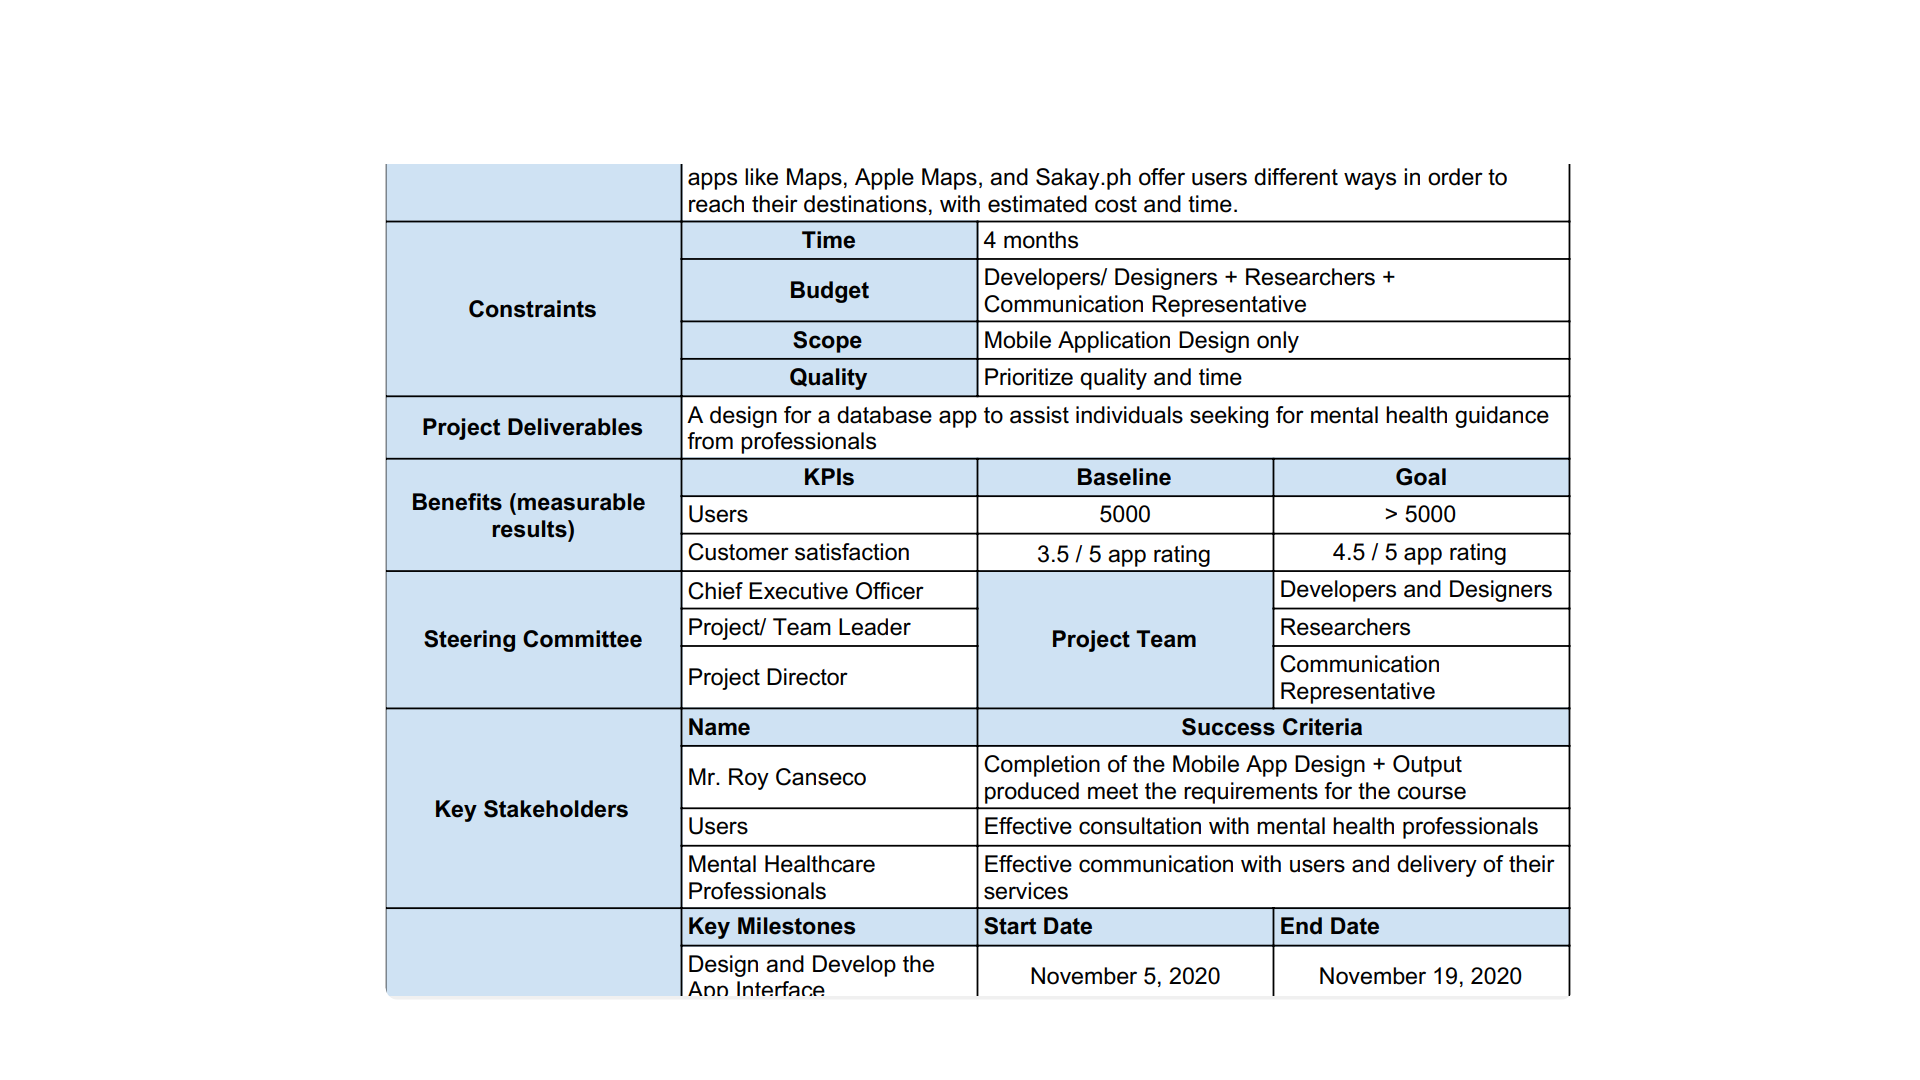 apps like Maps, Apple Maps, and Sakay.ph offer users different ways in order to
reach their destinations, with estimated cost and time.
Constraints
Time
4 months
Budget
Developers/ Designers + Researchers +
Communication Representative
Scope
Mobile Application Design only
Quality
Prioritize quality and time
Project Deliverables
A design for a database app to assist individuals seeking for mental health guidance
from professionals
Benefits (measurable
results)
KPIs
Baseline
Goal
Users
5000
> 5000
Customer satisfaction
3.5 / 5 app rating
4.5 / 5 app rating
Steering Committee
Chief Executive Officer
Project/ Team Leader
Project Director
Project Team
Developers and Designers
Researchers
Communication
Representative
Key Stakeholders
Name
Success Criteria
Mr. Roy Canseco
Completion of the Mobile App Design + Output
produced meet the requirements for the course
Users
Effective consultation with mental health professionals
Mental Healthcare
Professionals
Effective communication with users and delivery of their
services
Key Milestones
Start Date
End Date
Design and Develop the
App Interface
November 5, 2020
November 19, 2020